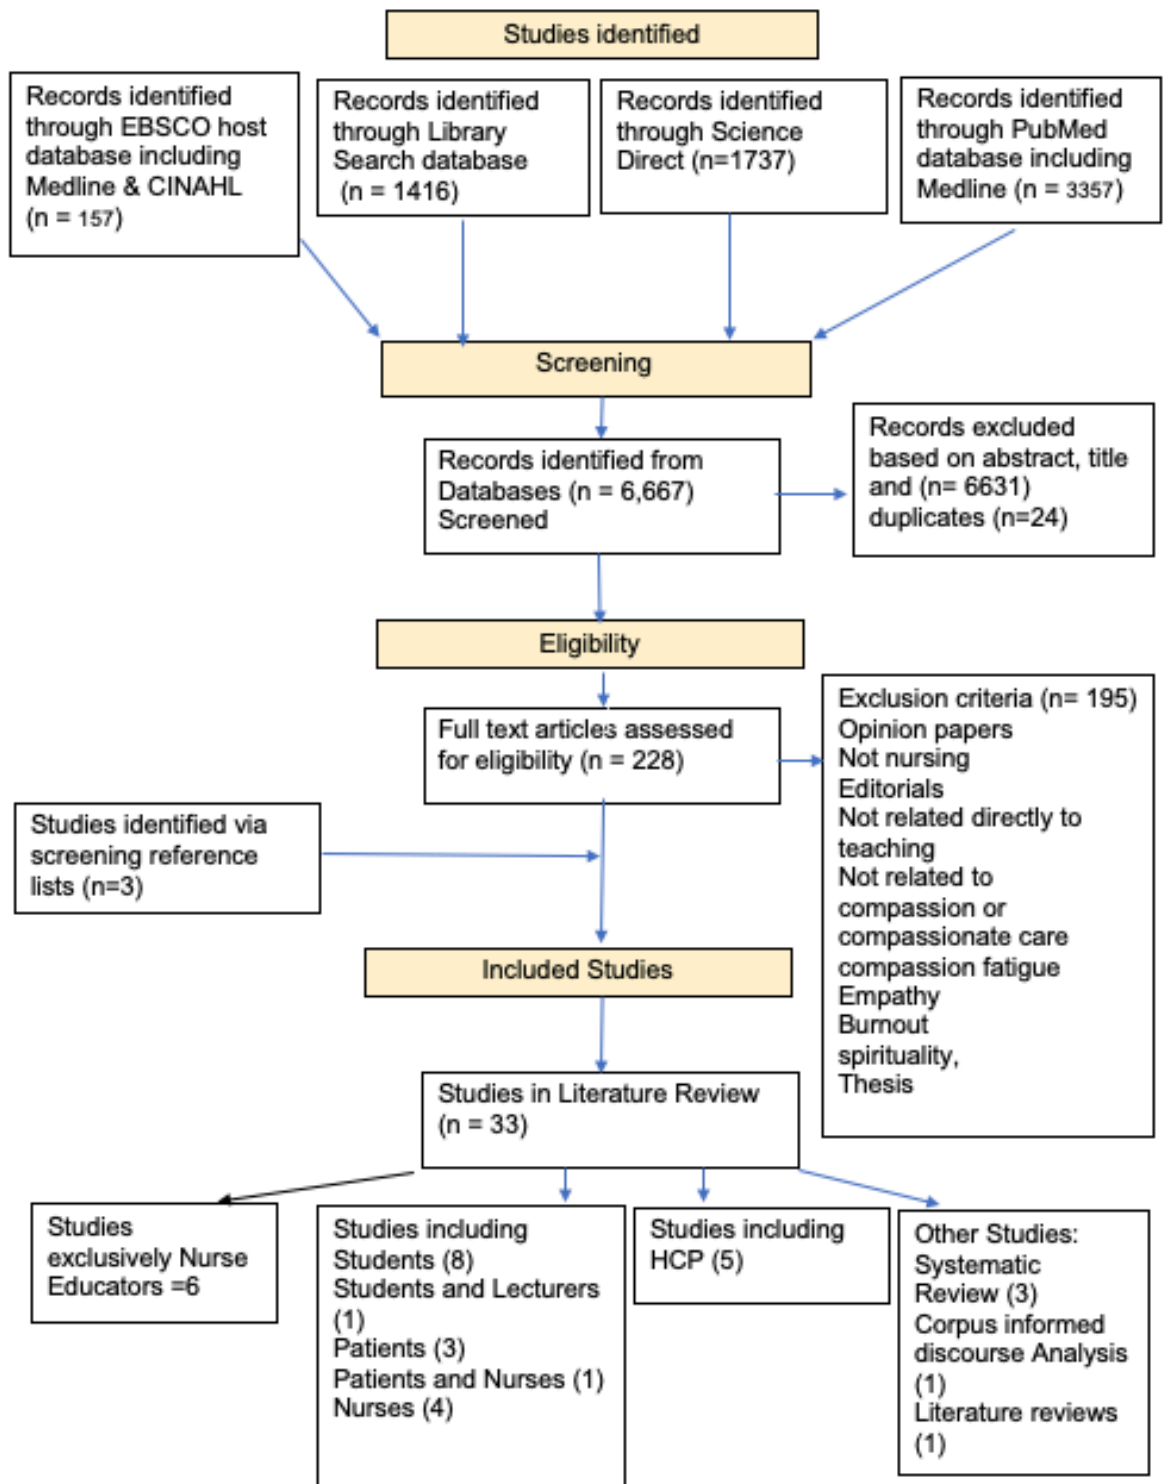 Studies identified
Records identified
through EBSCO host
database including
Medline & CINAHL
(n = 157)
Records identified
through Library
Search database
(n = 1416)
Records identified
through Science
Direct (n=1737)
Records identified
through PubMed
database including
Medline (n = 3357)
Screening
Records identified from
Databases (n = 6,667)
Screened
Records excluded
based on abstract, title
and (n= 6631)
duplicates (n=24)
Eligibility
Full text articles assessed
for eligibility (n = 228)
Exclusion criteria (n= 195)
Opinion papers
Not nursing
Editorials
Not related directly to
teaching
Not related to
compassion or
compassionate care
compassion fatigue
Empathy
Burnout
spirituality,
Thesis
Studies identified via
screening reference
lists (n=3)
Included Studies
Studies in Literature Review
(n = 33)
Studies
exclusively Nurse
Educators =6
Studies including
Students (8)
Students and Lecturers
(1)
Patients (3)
Patients and Nurses (1)
Nurses (4)
Studies including
HCP (5)
Other Studies:
Systematic
Review (3)
Corpus informed
discourse Analysis
(1)
Literature reviews
(1)